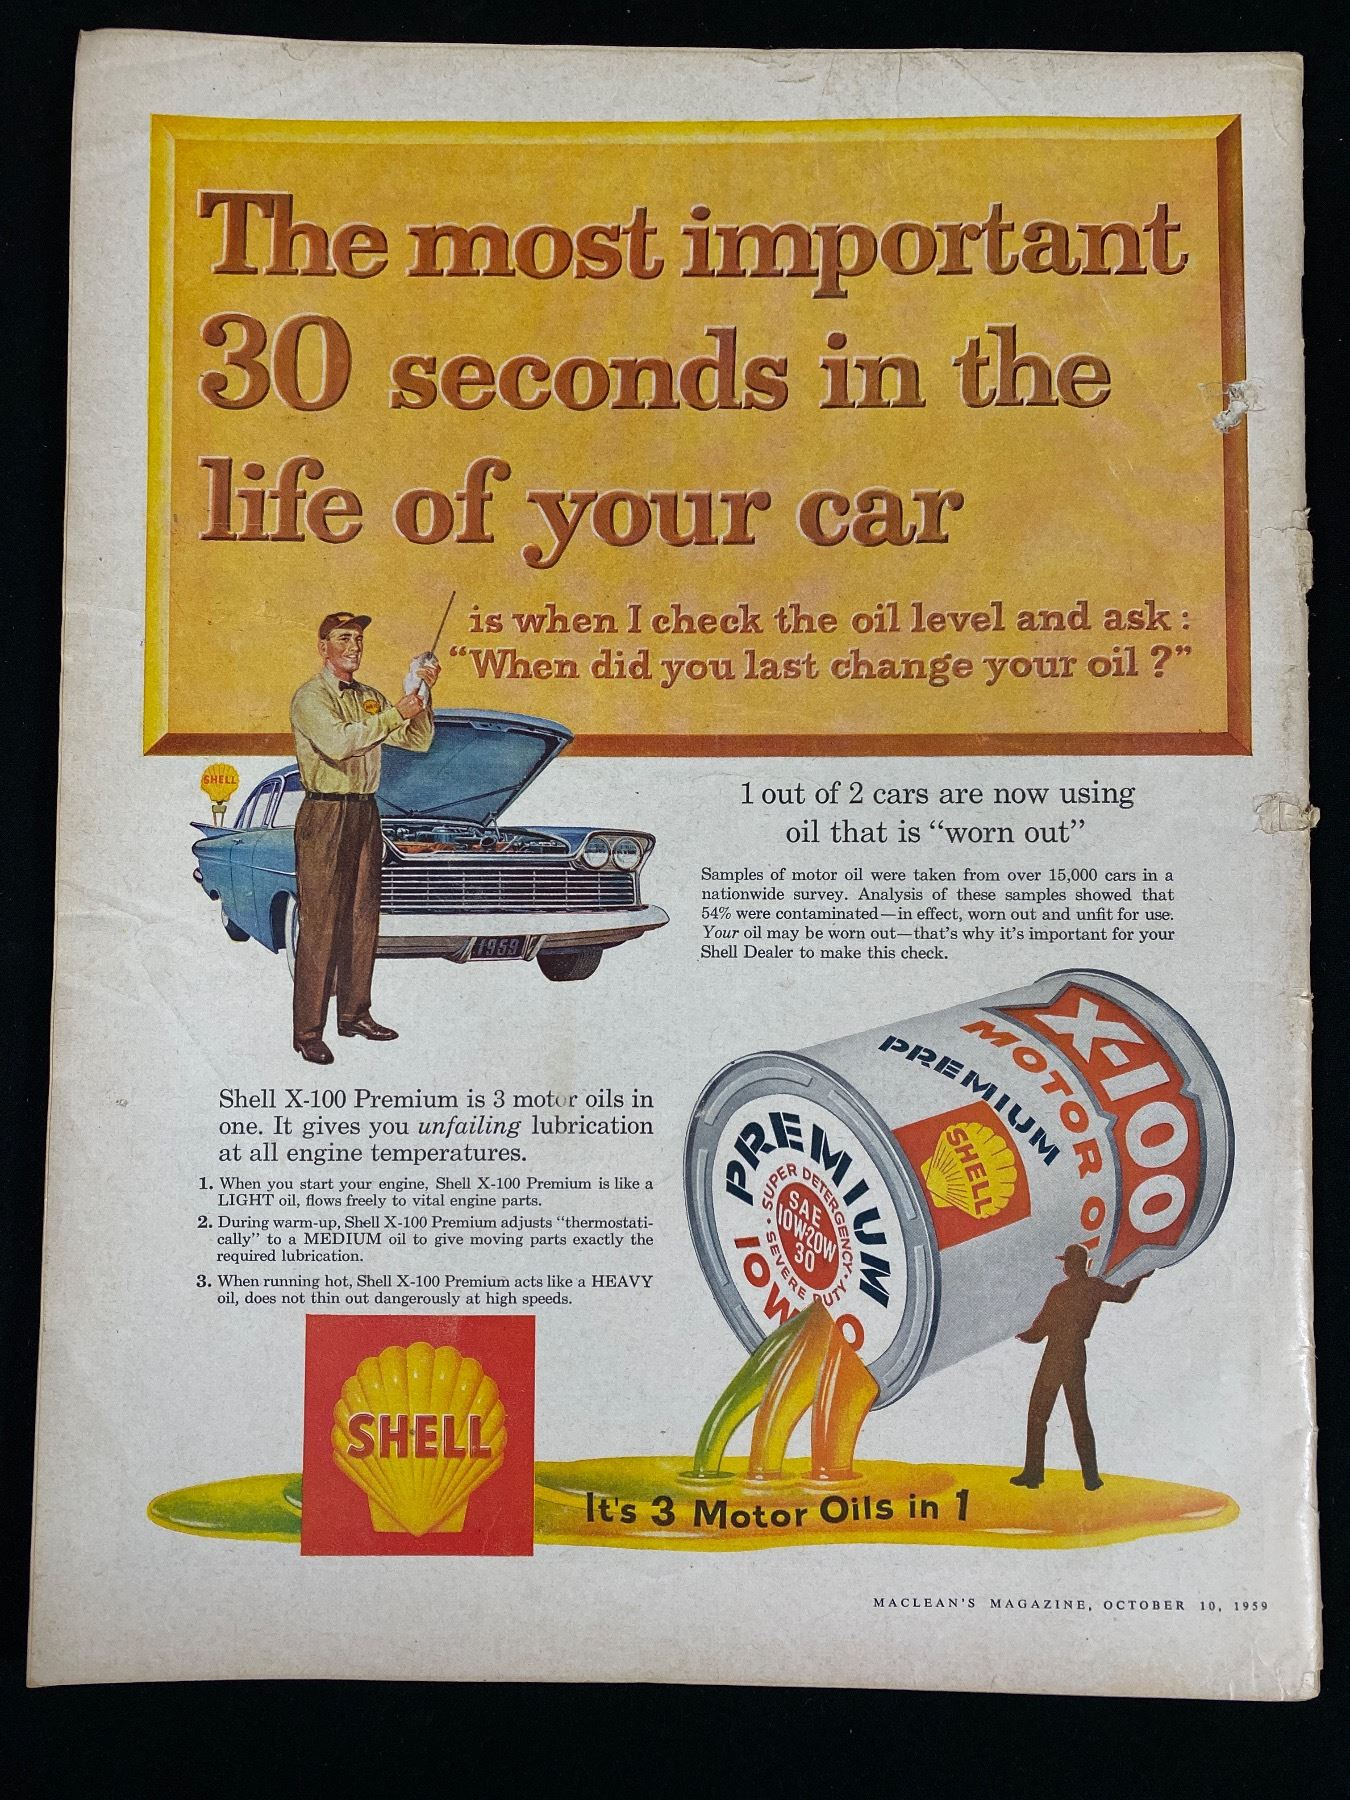 The most important
30 seconds in the
life of your car
is when I check the oil level and ask:
“When did you last change your oil?”
SHELL
1959
1 out of 2 cars are now using
oil that is “worn out”
Samples of motor oil were taken from over 15,000 cars in a
nationwide survey. Analysis of these samples showed that
54% were contaminated—in effect, worn out and unfit for use.
Your oil may be worn out—that’s why it’s important for your
Shell Dealer to make this check.
Shell X-100 Premium is 3 motor oils in
one. It gives you unfailing lubrication
at all engine temperatures.
1. When you start your engine, Shell X-100 Premium is like a
LIGHT oil, flows freely to vital engine parts.
2. During warm-up, Shell X-100 Premium adjusts “thermostati-
cally” to a MEDIUM oil to give moving parts exactly the
required lubrication.
3. When running hot, Shell X-100 Premium acts like a HEAVY
oil, does not thin out dangerously at high speeds.
X-100
MOTOR O
PREMIUM
SHELL
PREMIUM
SUPER DETERGENCY · SEVERE DUTY ·
SAE
10W-20W
30
10W 0
SHELL
It's 3 Motor Oils in 1
MACLEAN'S MAGAZINE, OCTOBER 10, 1959